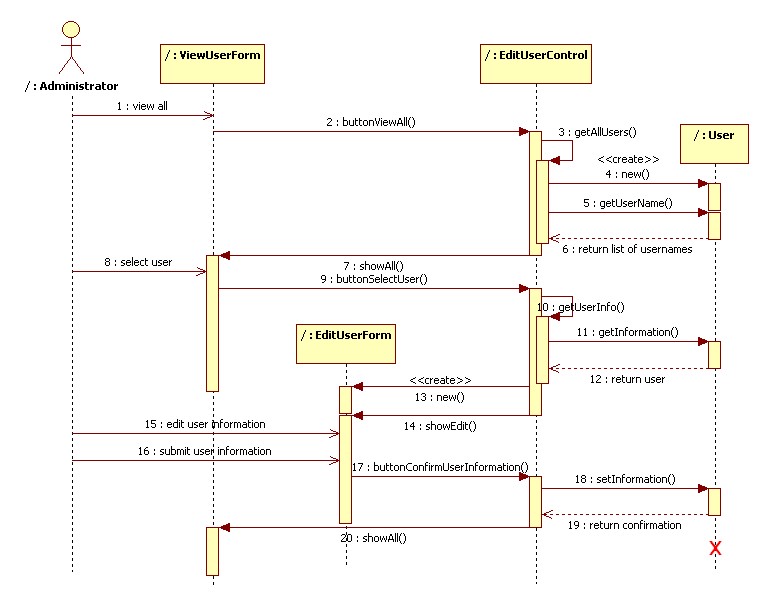 / : Administrator
/ : ViewUserForm
/ : EditUserControl
/ : User
1 : view all
2 : buttonViewAll()
3 : getAllUsers()
<<create>>
4 : new()
5 : getUserName()
6 : return list of usernames
7 : showAll()
8 : select user
9 : buttonSelectUser()
10 : getUserInfo()
/ : EditUserForm
11 : getInformation()
12 : return user
<<create>>
13 : new()
14 : showEdit()
15 : edit user information
16 : submit user information
17 : buttonConfirmUserInformation()
18 : setInformation()
19 : return confirmation
20 : showAll()
X